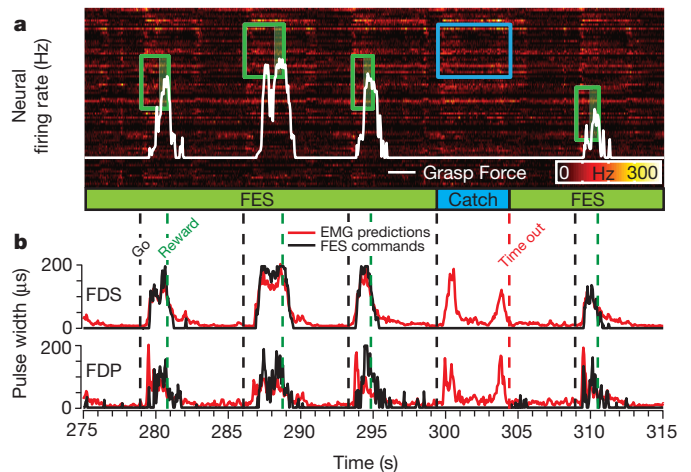 a
Neural
firing rate (Hz)
Grasp Force
0 Hz 300
FES Catch FES
b
Go
Reward
EMG predictions
FES commands
Time out
Pulse width (µs)
200
FDS
0
200
FDP
0
275 280 285 290 295 300 305 310 315
Time (s)